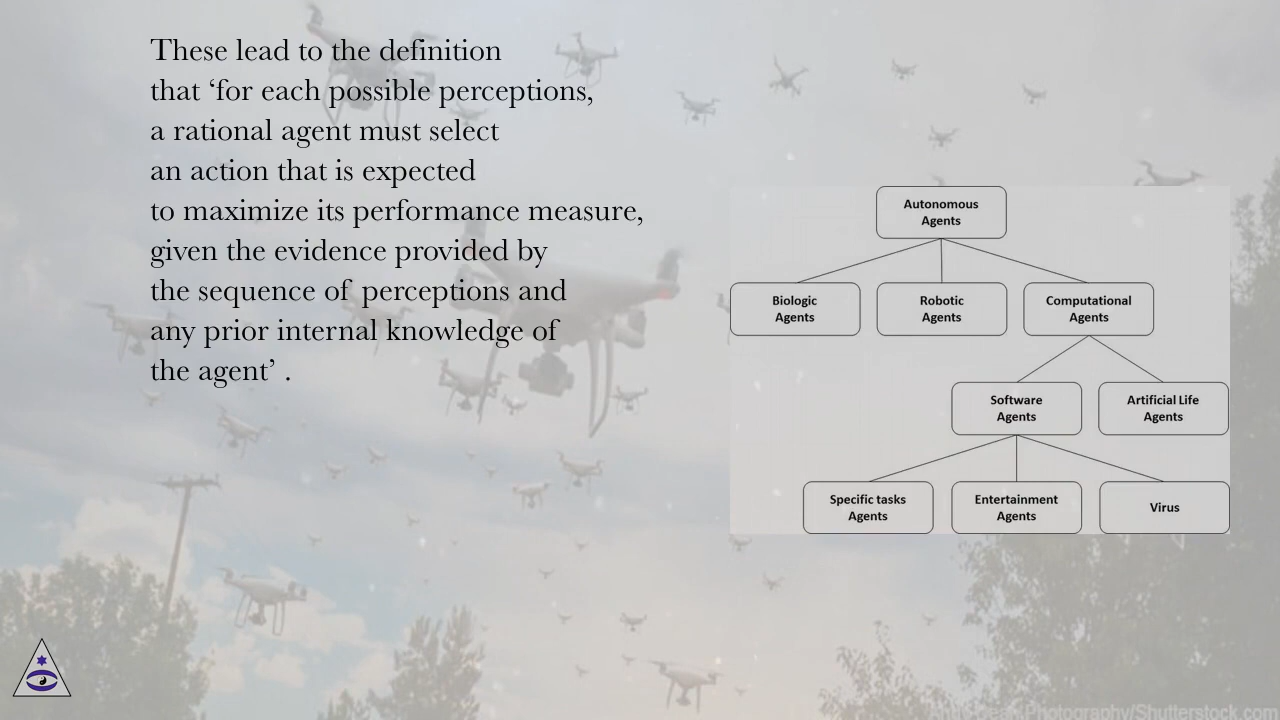 These lead to the definition
that ‘for each possible perceptions,
a rational agent must select
an action that is expected
to maximize its performance measure,
given the evidence provided by
the sequence of perceptions and
any prior internal knowledge of
the agent’ .
Autonomous
Agents
Biologic
Agents
Robotic
Agents
Computational
Agents
Software
Agents
Artificial Life
Agents
Specific tasks
Agents
Entertainment
Agents
Virus
Photography/Shutterstock.com